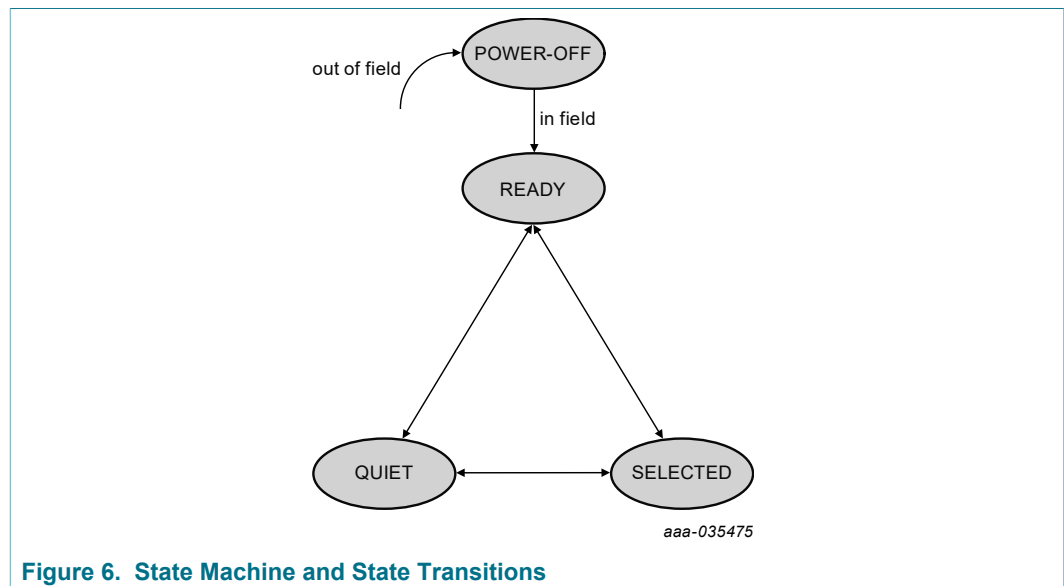 POWER-OFF
out of field
in field
READY
QUIET
SELECTED
aaa-035475
Figure 6. State Machine and State Transitions